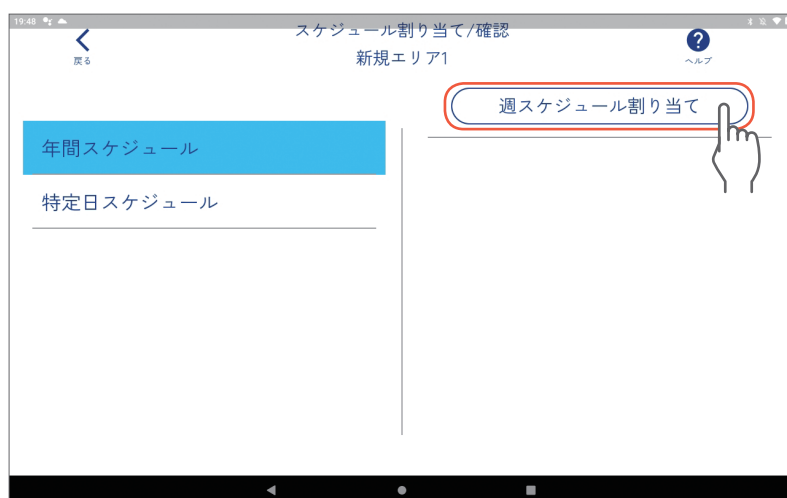 19:48
スケジュール割り当て/確認
戻る
新規エリア1
ヘルプ
週スケジュール割り当て
年間スケジュール
特定日スケジュール